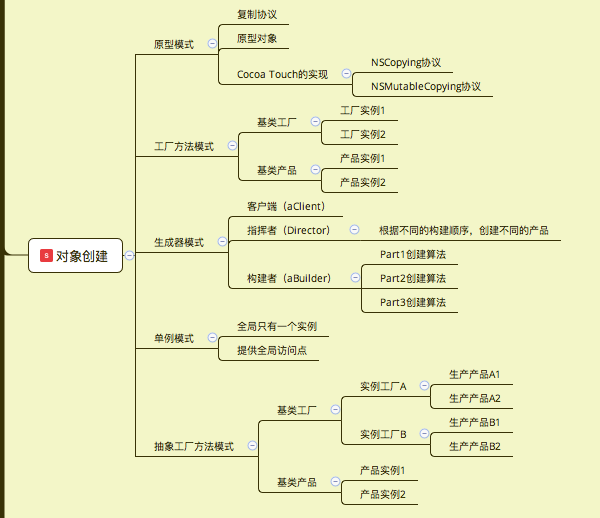 复制协议
原型模式
原型对象
Cocoa Touch的实现
NSCopying协议
NSMutableCopying协议
工厂方法模式
基类工厂
工厂实例1
工厂实例2
基类产品
产品实例1
产品实例2
S 对象创建
生成器模式
客户端（aClient）
指挥者（Director）
根据不同的构建顺序，创建不同的产品
构建者（aBuilder）
Part1创建算法
Part2创建算法
Part3创建算法
单例模式
全局只有一个实例
提供全局访问点
抽象工厂方法模式
基类工厂
实例工厂A
生产产品A1
生产产品A2
实例工厂B
生产产品B1
生产产品B2
基类产品
产品实例1
产品实例2